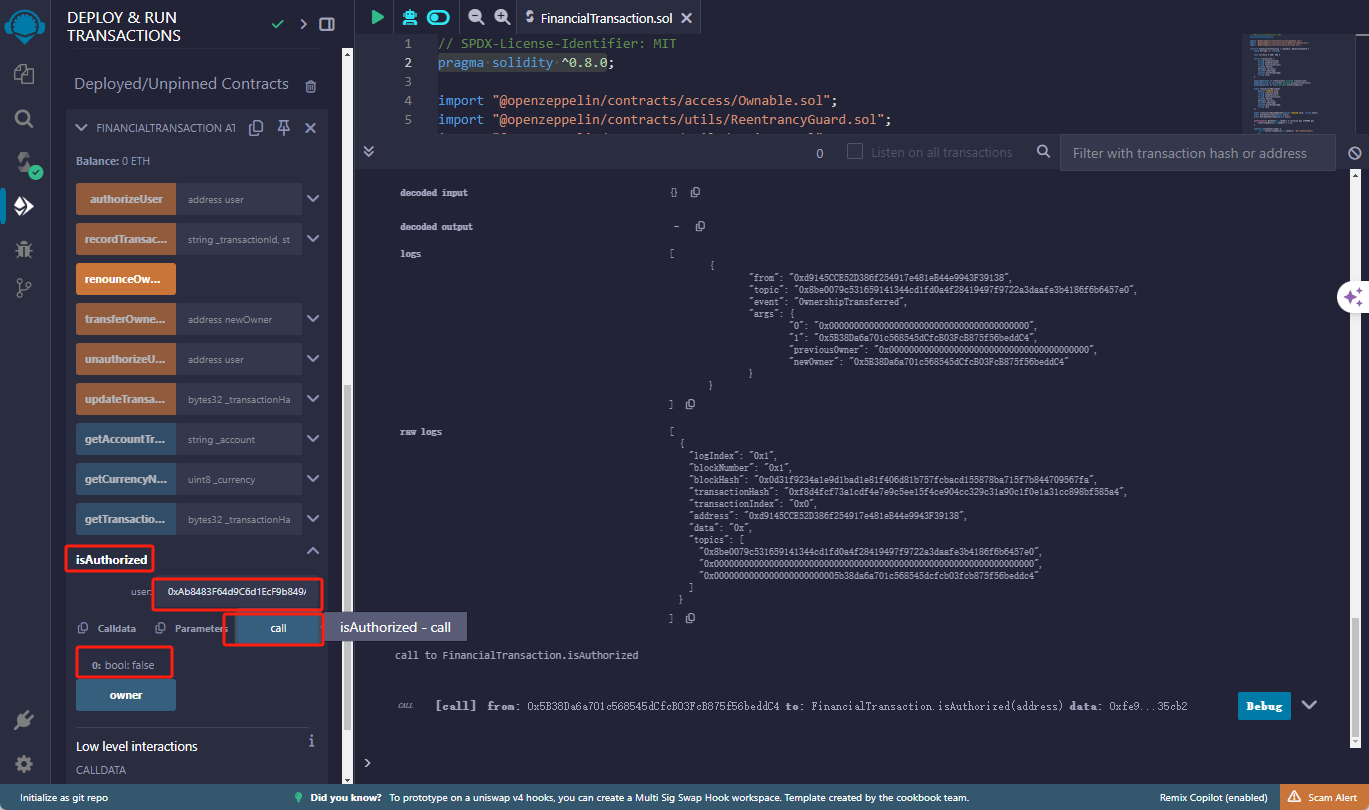 DEPLOY & RUN
TRANSACTIONS
Deployed/Unpinned Contracts
FINANCIALTRANSACTION AT
Balance: 0 ETH
authorizeUser address user
recordTransac... string _transactionId, st
renounceOw...
transferOwne... address newOwner
unauthorizeU... address user
updateTransa... bytes32 _transactionHa
getAccountTr... string _account
getCurrencyN... uint8 _currency
getTransactio... bytes32 _transactionHa
isAuthorized
user: 0xAb8483F64d9C6d1EcF9b849A
Calldata Parameters call
isAuthorized - call
0: bool: false
owner
Low level interactions
CALLDATA
FinancialTransaction.sol
1 // SPDX-License-Identifier: MIT
2 pragma solidity ^0.8.0;
3
4 import "@openzeppelin/contracts/access/Ownable.sol";
5 import "@openzeppelin/contracts/utils/ReentrancyGuard.sol";
0 Listen on all transactions Filter with transaction hash or address
decoded input {}
decoded output -
logs [
{
"from": "0xd9145CCE52D386f254917e481eB44e9943F39138",
"topic": "0x8be0079c531659141344cd1fd0a4f28419497f9722a3daafe3b4186f6b6457e0",
"event": "OwnershipTransferred",
"args": {
"0": "0x0000000000000000000000000000000000000000",
"1": "0x5B38Da6a701c568545dCfcB03FcB875f56beddC4",
"previousOwner": "0x0000000000000000000000000000000000000000",
"newOwner": "0x5B38Da6a701c568545dCfcB03FcB875f56beddC4"
}
}
]
raw logs [
{
"logIndex": "0x1",
"blockNumber": "0x1",
"blockHash": "0x0d31f9234a1e9d1bad1e81f406d81b757fcbacd155878ba715f7b844709567fa",
"transactionHash": "0xf8d4fcf73a1cdf4e7e9c5ee15f4ce904cc329c31a90c1f0e1a31cc898bf585a4",
"transactionIndex": "0x0",
"address": "0xd9145CCE52D386f254917e481eB44e9943F39138",
"data": "0x",
"topics": [
"0x8be0079c531659141344cd1fd0a4f28419497f9722a3daafe3b4186f6b6457e0",
"0x0000000000000000000000000000000000000000000000000000000000000000",
"0x0000000000000000000000005b38da6a701c568545dcfcb03fcb875f56beddc4"
]
}
]
call to FinancialTransaction.isAuthorized
CALL [call] from: 0x5B38Da6a701c568545dCfcB03FcB875f56beddC4 to: FinancialTransaction.isAuthorized(address) data: 0xfe9...35cb2 Debug
>
Initialize as git repo
Did you know? To prototype on a uniswap v4 hooks, you can create a Multi Sig Swap Hook workspace. Template created by the cookbook team.
Remix Copilot (enabled)
Scam Alert